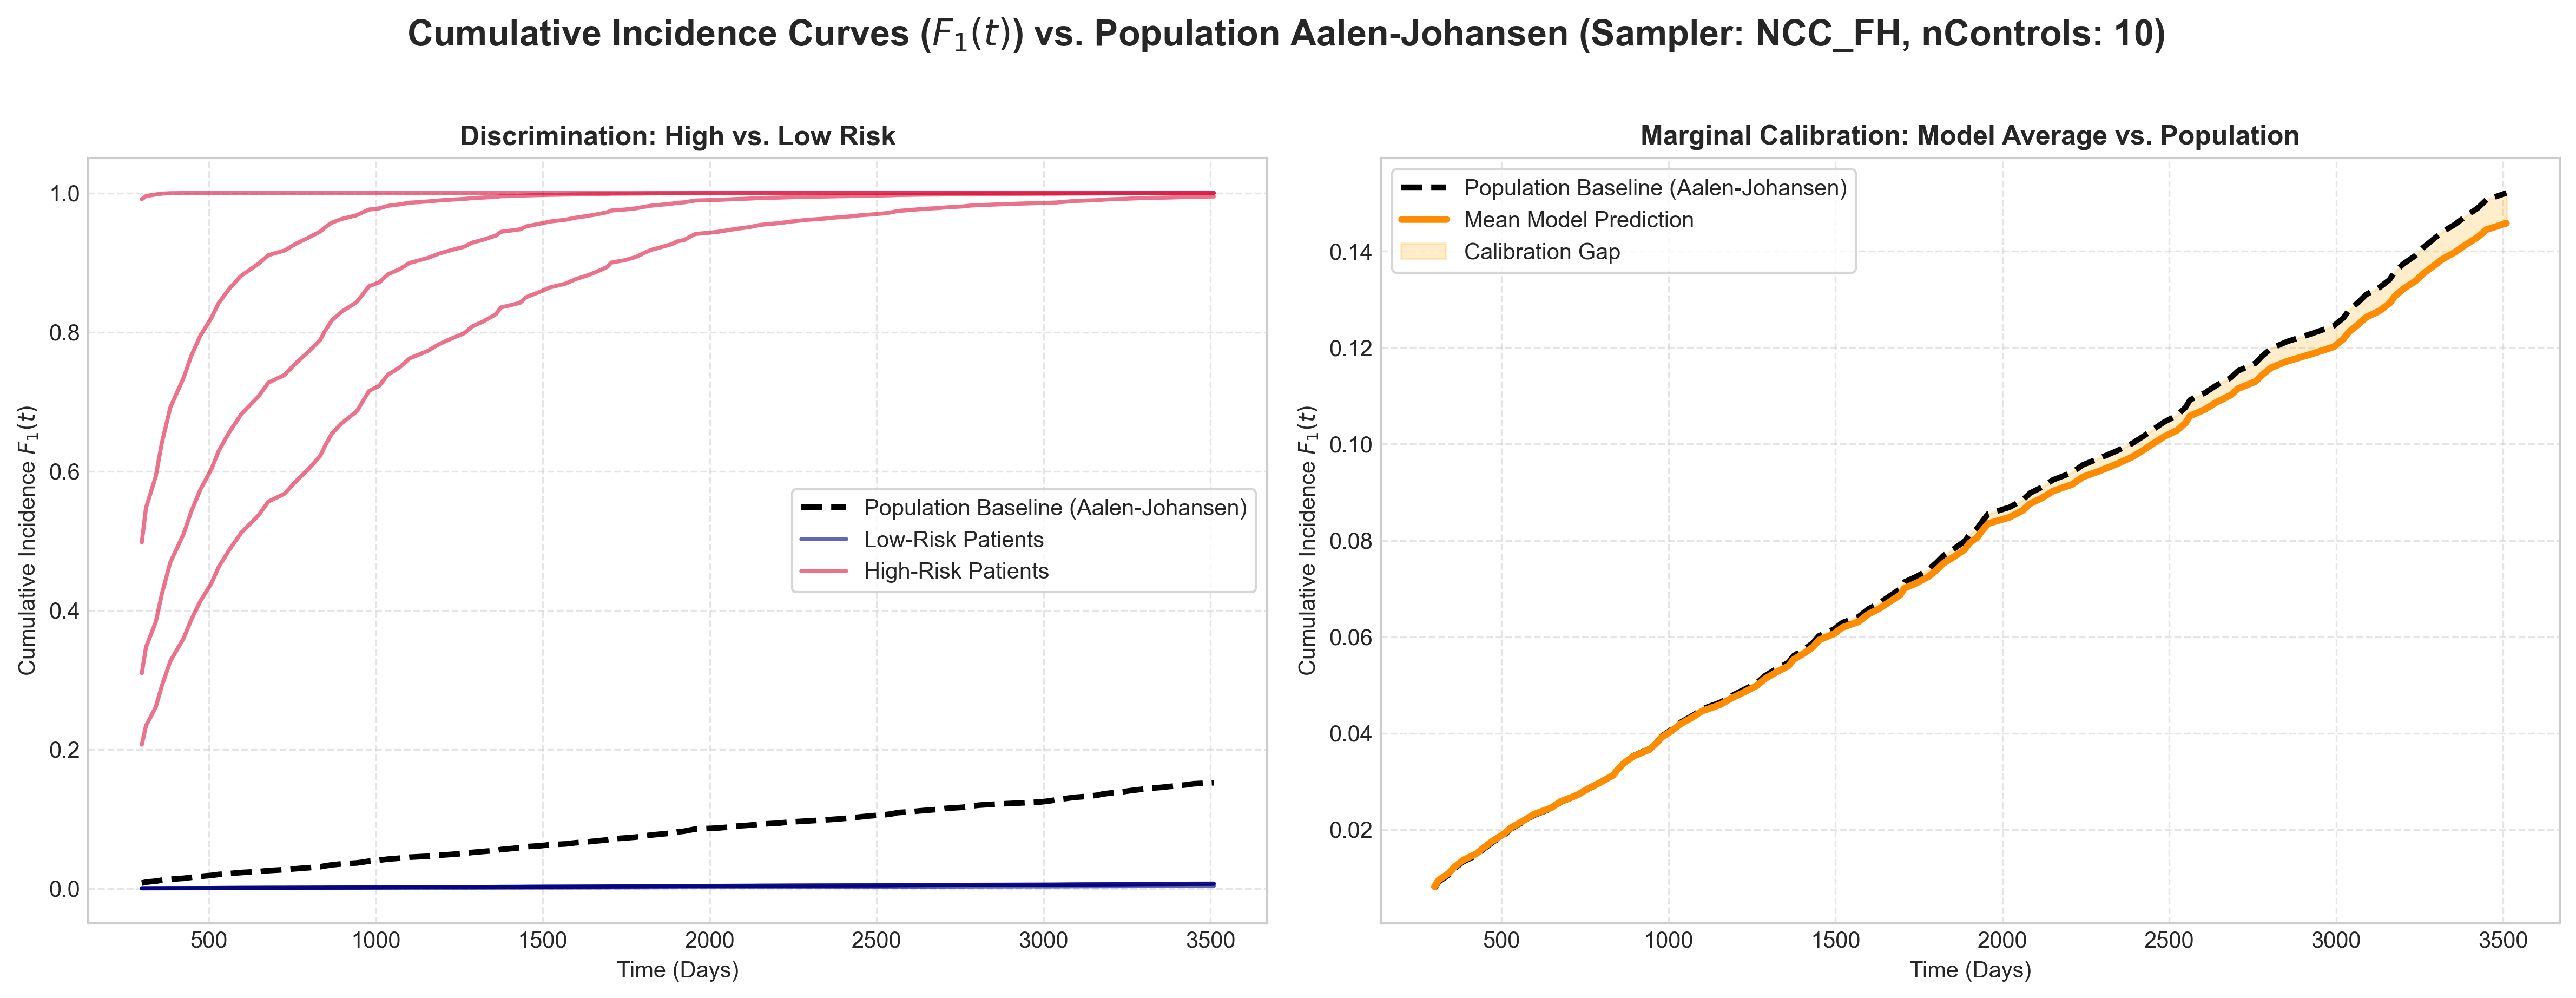 Cumulative Incidence Curves (F₁(t)) vs. Population Aalen-Johansen (Sampler: NCC_FH, nControls: 10)
Discrimination: High vs. Low Risk
Cumulative Incidence F₁(t)
1.0
0.8
0.6
0.4
0.2
0.0
Population Baseline (Aalen-Johansen)
Low-Risk Patients
High-Risk Patients
500 1000 1500 2000 2500 3000 3500
Time (Days)
Marginal Calibration: Model Average vs. Population
Population Baseline (Aalen-Johansen)
Mean Model Prediction
Calibration Gap
Cumulative Incidence F₁(t)
0.14
0.12
0.10
0.08
0.06
0.04
0.02
500 1000 1500 2000 2500 3000 3500
Time (Days)